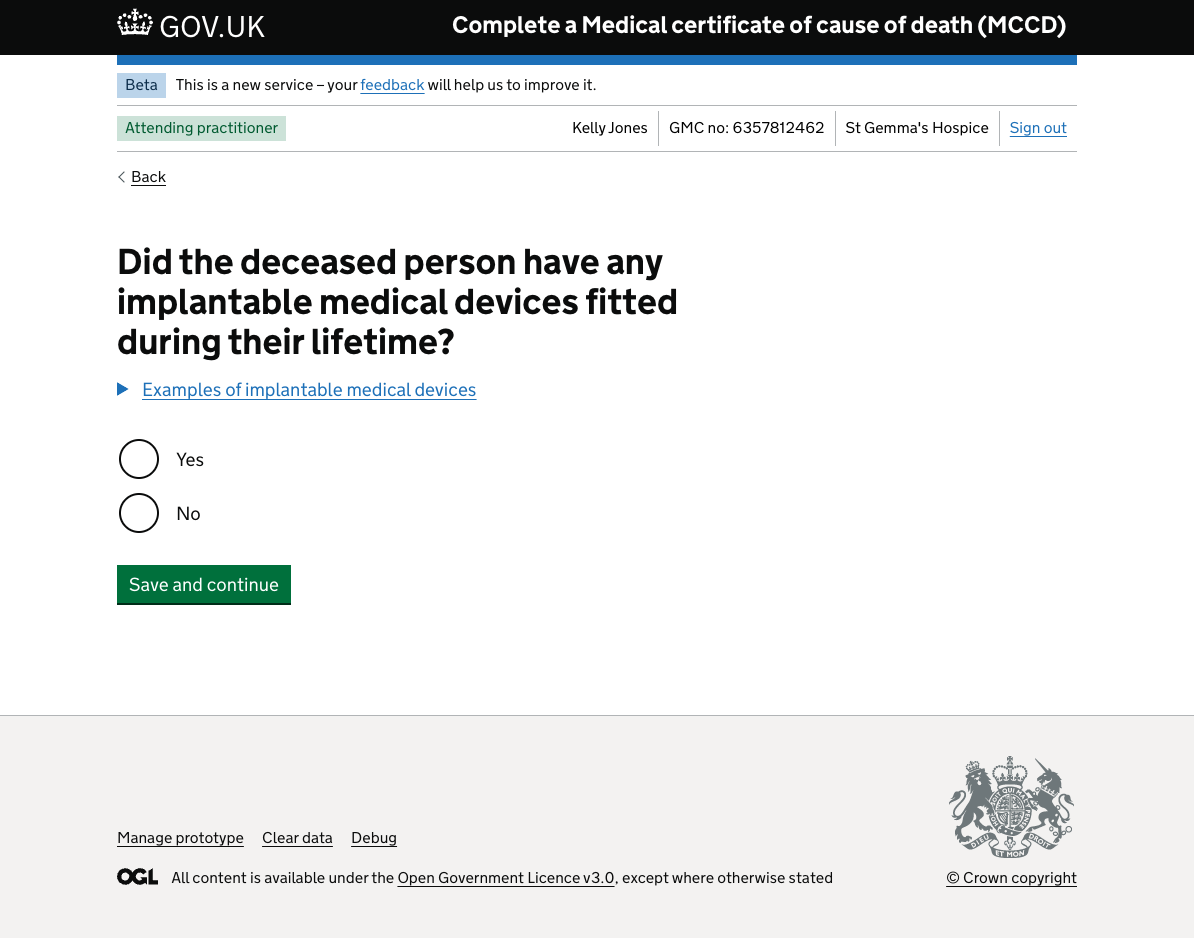 GOV.UK
Complete a Medical certificate of cause of death (MCCD)
Beta This is a new service – your feedback will help us to improve it.
Attending practitioner
Kelly Jones
GMC no: 6357812462
St Gemma's Hospice
Sign out
Back
Did the deceased person have any
implantable medical devices fitted
during their lifetime?
Examples of implantable medical devices
Yes
No
Save and continue
Manage prototype Clear data Debug
OGL All content is available under the Open Government Licence v3.0, except where otherwise stated
DIEU ET MON DROIT
© Crown copyright